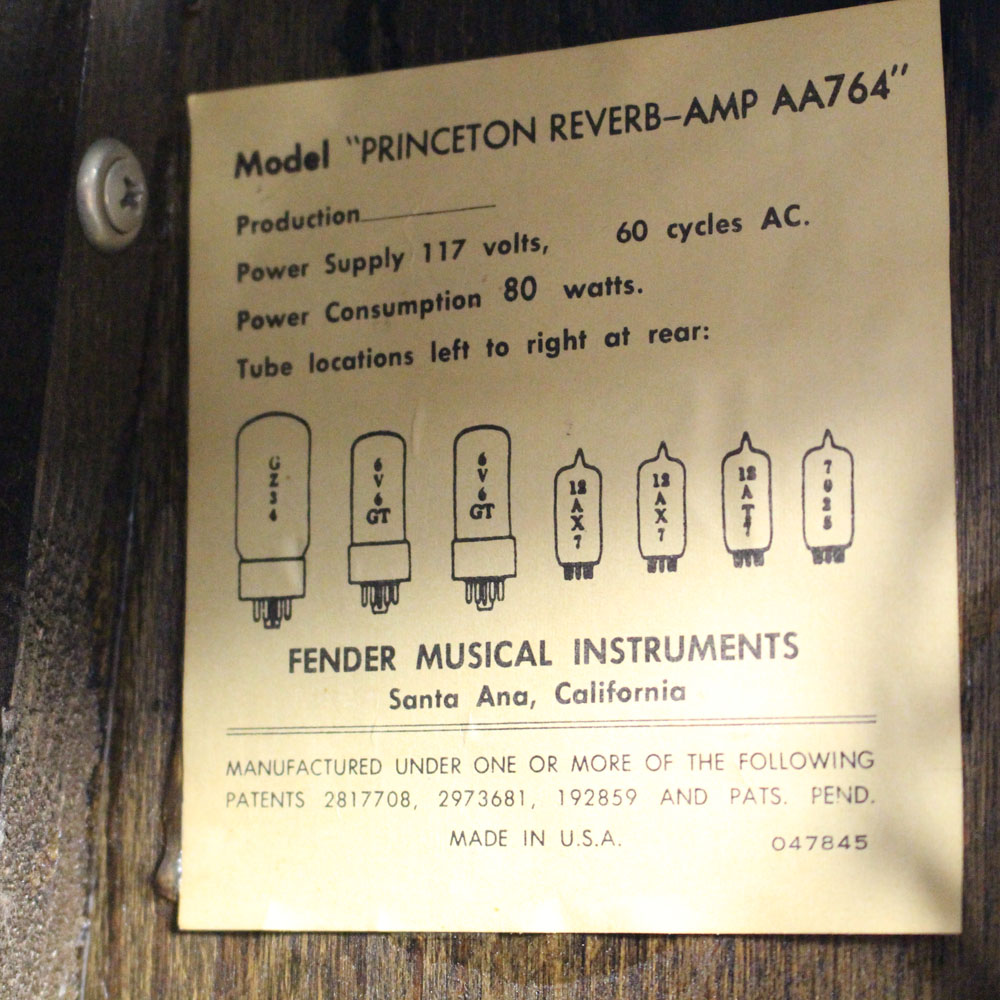 Model "PRINCETON REVERB-AMP AA764"
Production
Power Supply 117 volts, 60 cycles AC.
Power Consumption 80 watts.
Tube locations left to right at rear:
GZ34 6V6GT 6V6GT 12AX7 12AX7 12AT7 7025
FENDER MUSICAL INSTRUMENTS
Santa Ana, California
MANUFACTURED UNDER ONE OR MORE OF THE FOLLOWING
PATENTS 2817708, 2973681, 192859 AND PATS. PEND.
MADE IN U.S.A. 047845